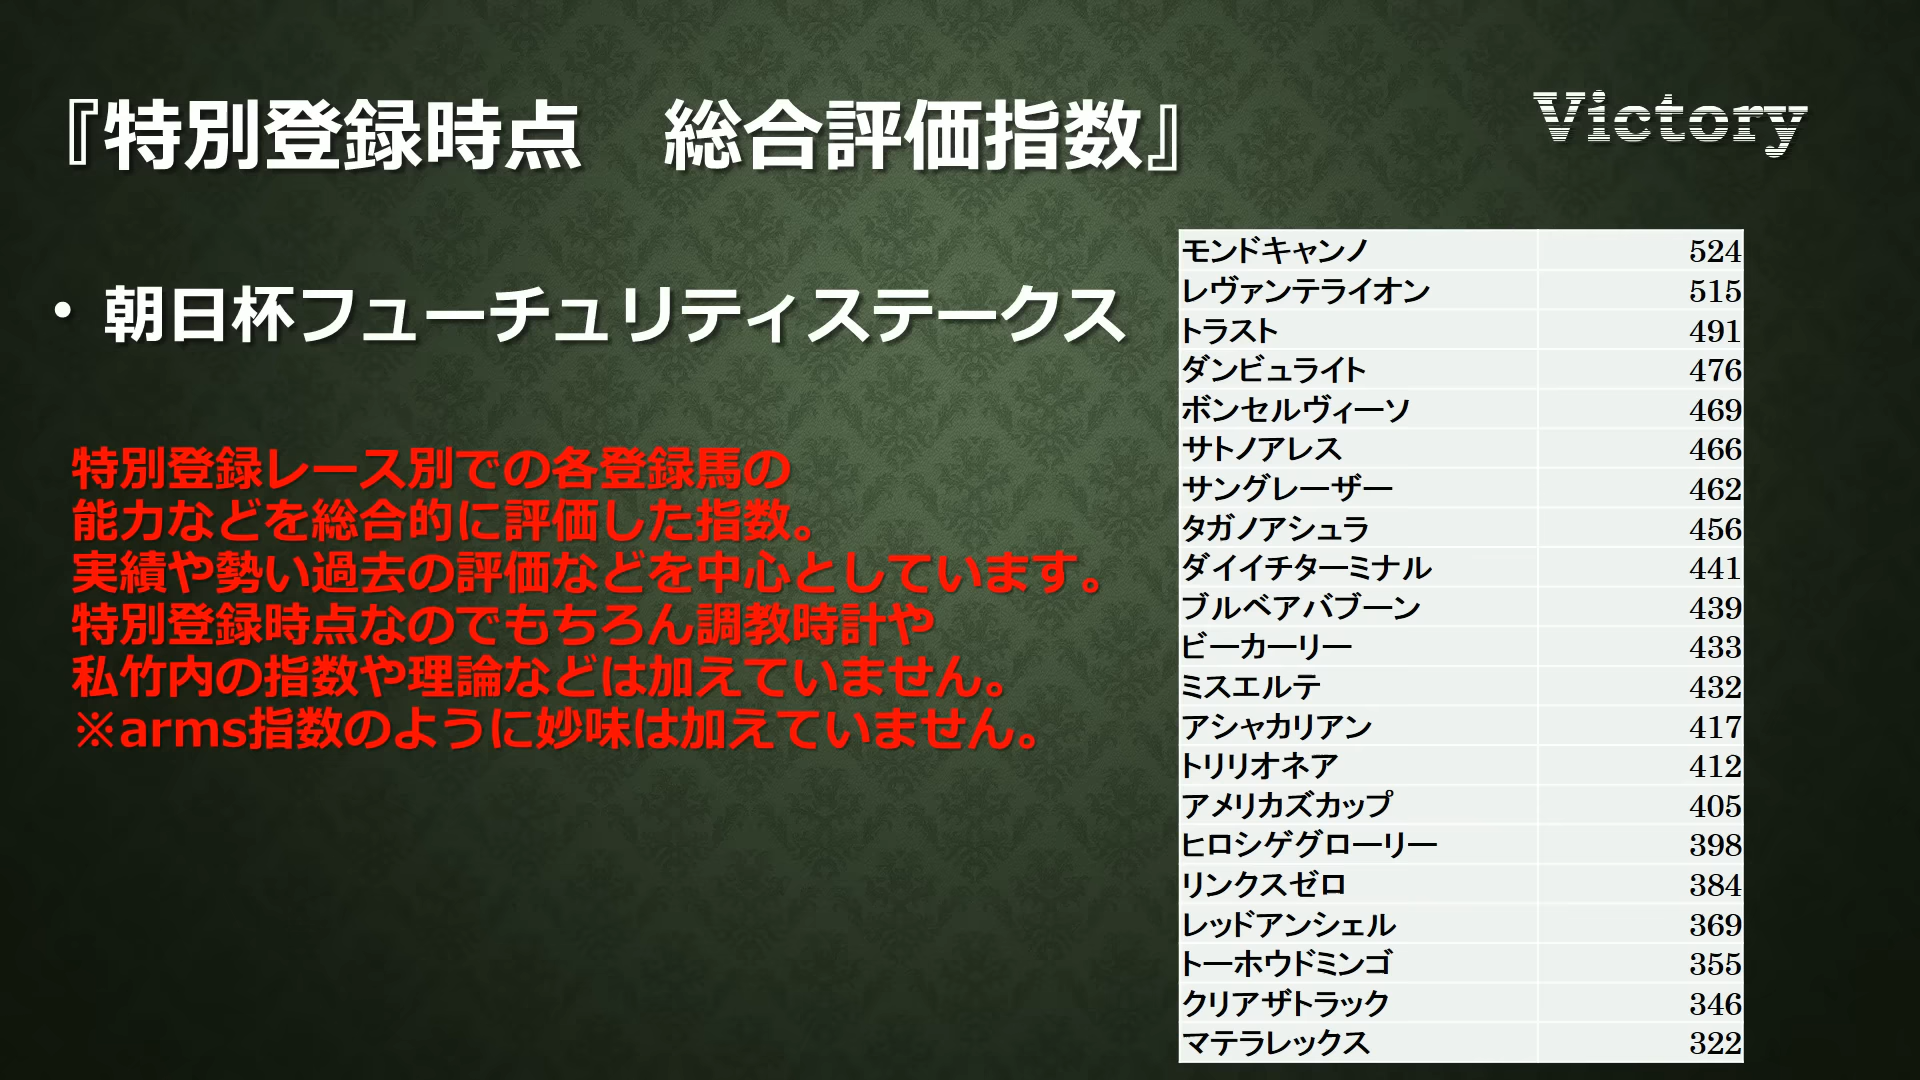 『特別登録時点　総合評価指数』
Victory
• 朝日杯フューチュリティステークス
特別登録レース別での各登録馬の
能力などを総合的に評価した指数。
実績や勢い過去の評価などを中心としています。
特別登録時点なのでもちろん調教時計や
私竹内の指数や理論などは加えていません。
※arms指数のように妙味は加えていません。
モンドキャンノ 524
レヴァンテライオン 515
トラスト 491
ダンビュライト 476
ボンセルヴィーソ 469
サトノアレス 466
サングレーザー 462
タガノアシュラ 456
ダイイチターミナル 441
ブルベアバブーン 439
ビーカーリー 433
ミスエルテ 432
アシャカリアン 417
トリリオネア 412
アメリカズカップ 405
ヒロシゲグローリー 398
リンクスゼロ 384
レッドアンシェル 369
トーホウドミンゴ 355
クリアザトラック 346
マテラレックス 322